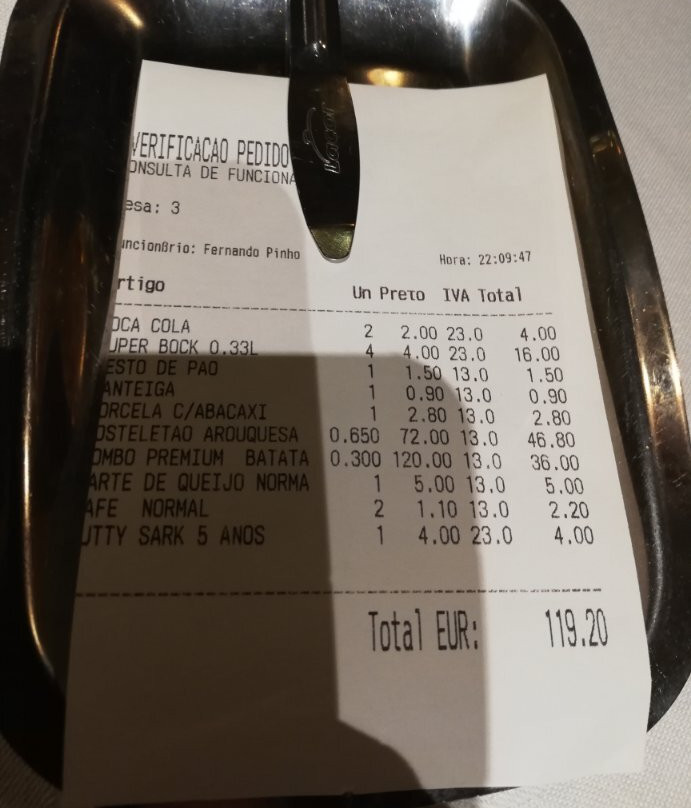 VERIFICACAO PEDIDO
ONSULTA DE FUNCIONA
esa: 3
uncionBrio: Fernando Pinho
Hora: 22:09:47
rtigo Un Preto IVA Total
OCA COLA 2 2.00 23.0 4.00
UPER BOCK 0.33L 4 4.00 23.0 16.00
ESTO DE PAO 1 1.50 13.0 1.50
ANTEIGA 1 0.90 13.0 0.90
ORCELA C/ABACAXI 1 2.80 13.0 2.80
OSTELETAO AROUQUESA 0.650 72.00 13.0 46.80
OMBO PREMIUM BATATA 0.300 120.00 13.0 36.00
ARTE DE QUEIJO NORMA 1 5.00 13.0 5.00
AFE NORMAL 2 1.10 13.0 2.20
UTTY SARK 5 ANOS 1 4.00 23.0 4.00
Total EUR: 119.20